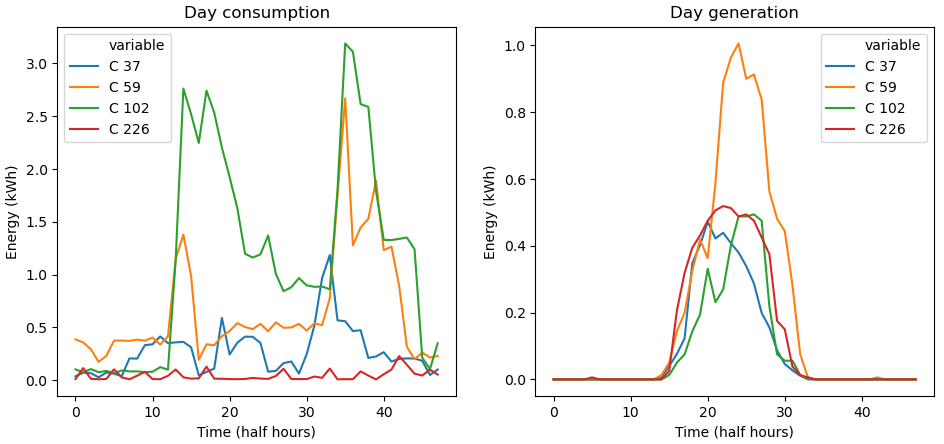 Day consumption
Energy (kWh)
3.0
2.5
2.0
1.5
1.0
0.5
0.0
variable
C 37
C 59
C 102
C 226
0
10
20
30
40
Time (half hours)
Day generation
Energy (kWh)
1.0
0.8
0.6
0.4
0.2
0.0
variable
C 37
C 59
C 102
C 226
0
10
20
30
40
Time (half hours)